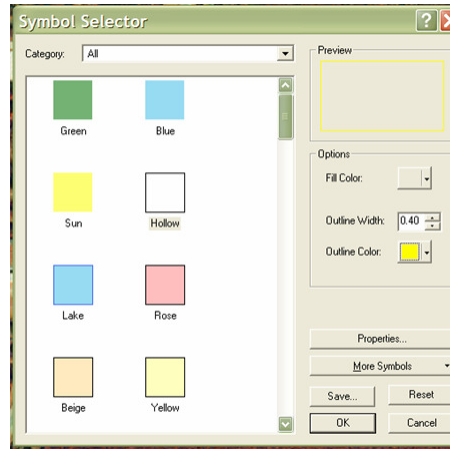 Symbol Selector
Category: All
Green Blue
Sun Hollow
Lake Rose
Beige Yellow
Preview
Options
Fill Color:
Outline Width: 0.40
Outline Color:
Properties...
More Symbols
Save... Reset
OK Cancel